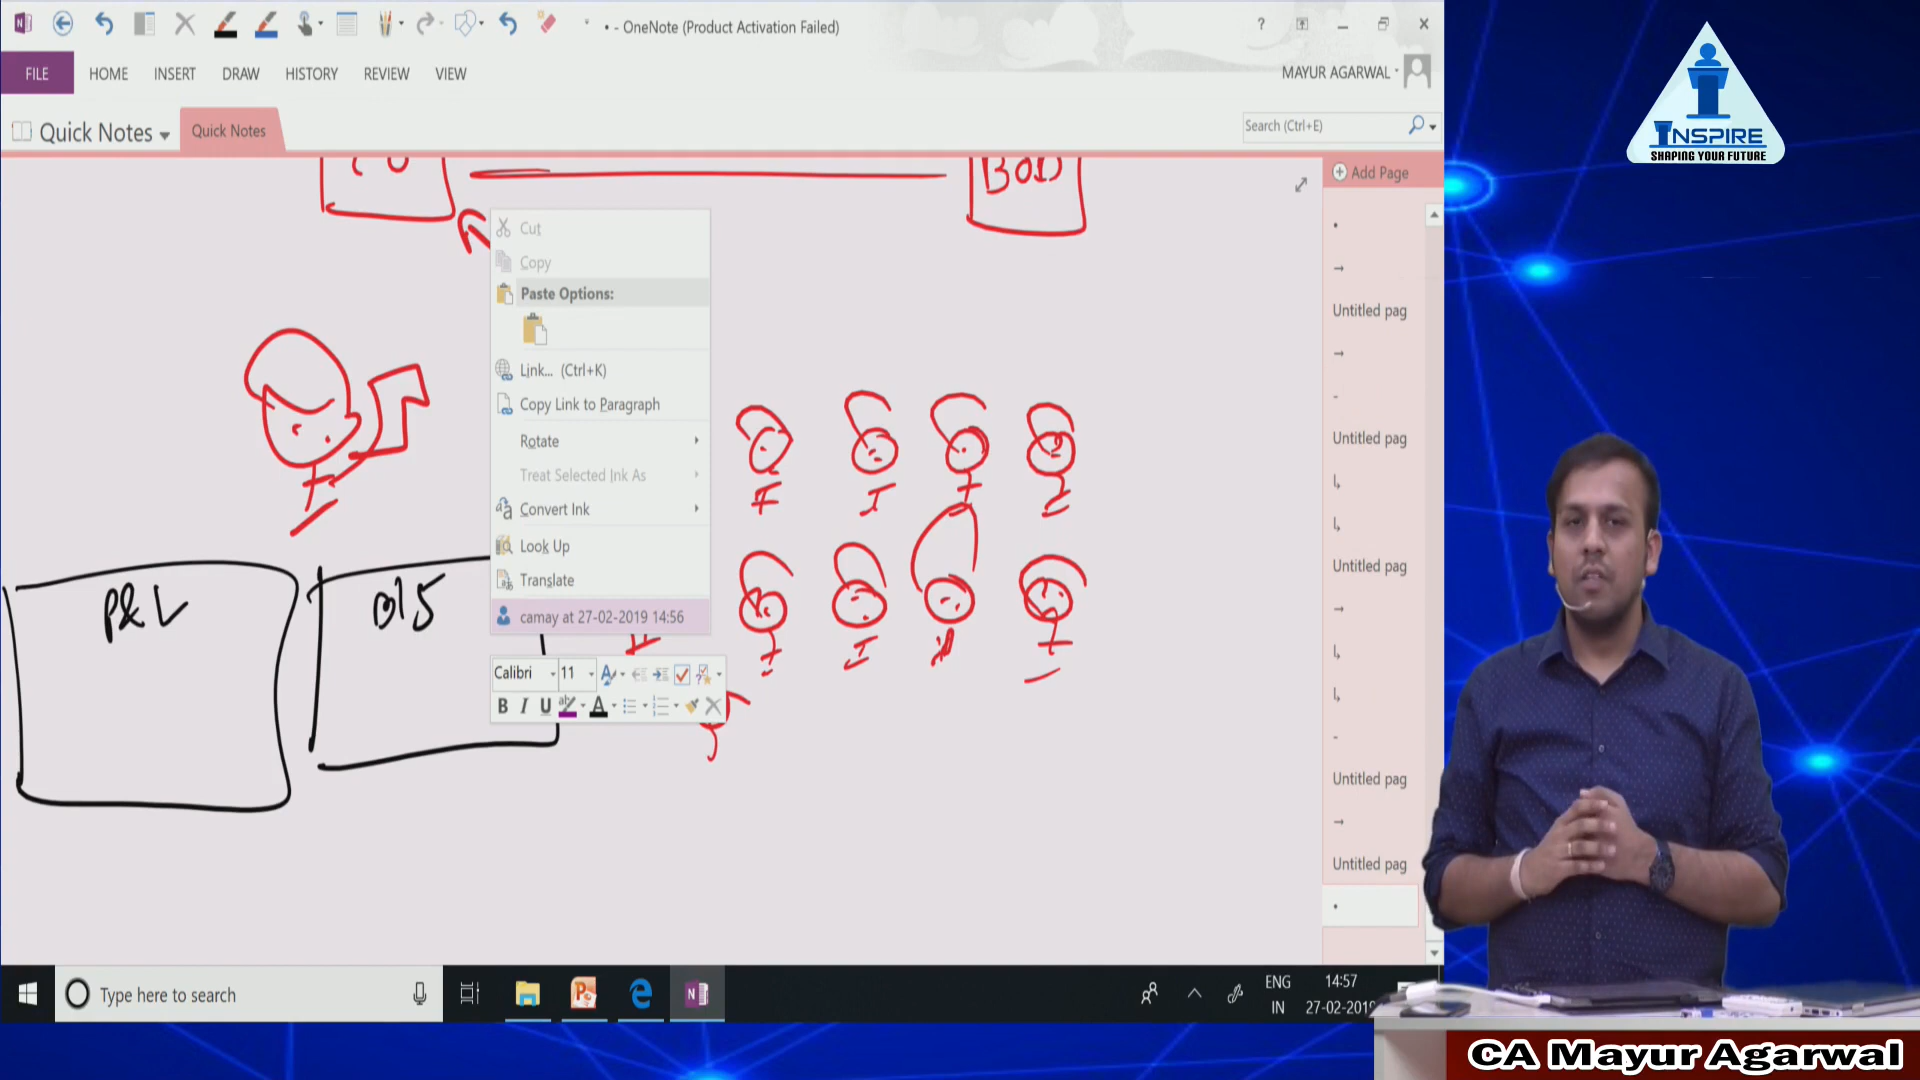 - OneNote (Product Activation Failed)
?
FILE
HOME
INSERT
DRAW
HISTORY
REVIEW
VIEW
MAYUR AGARWAL
Quick Notes
Quick Notes
Search (Ctrl+E)
INSPIRE
SHAPING YOUR FUTURE
BOD
Add Page
Cut
Copy
Paste Options:
Link... (Ctrl+K)
Copy Link to Paragraph
Rotate
Treat Selected Ink As
Convert Ink
Look Up
Translate
camay at 27-02-2019 14:56
Calibri
11
B I U
Untitled pag
Untitled pag
Untitled pag
Untitled pag
Untitled pag
P&L
Type here to search
ENG
IN
14:57
27-02-2019
CA Mayur Agarwal